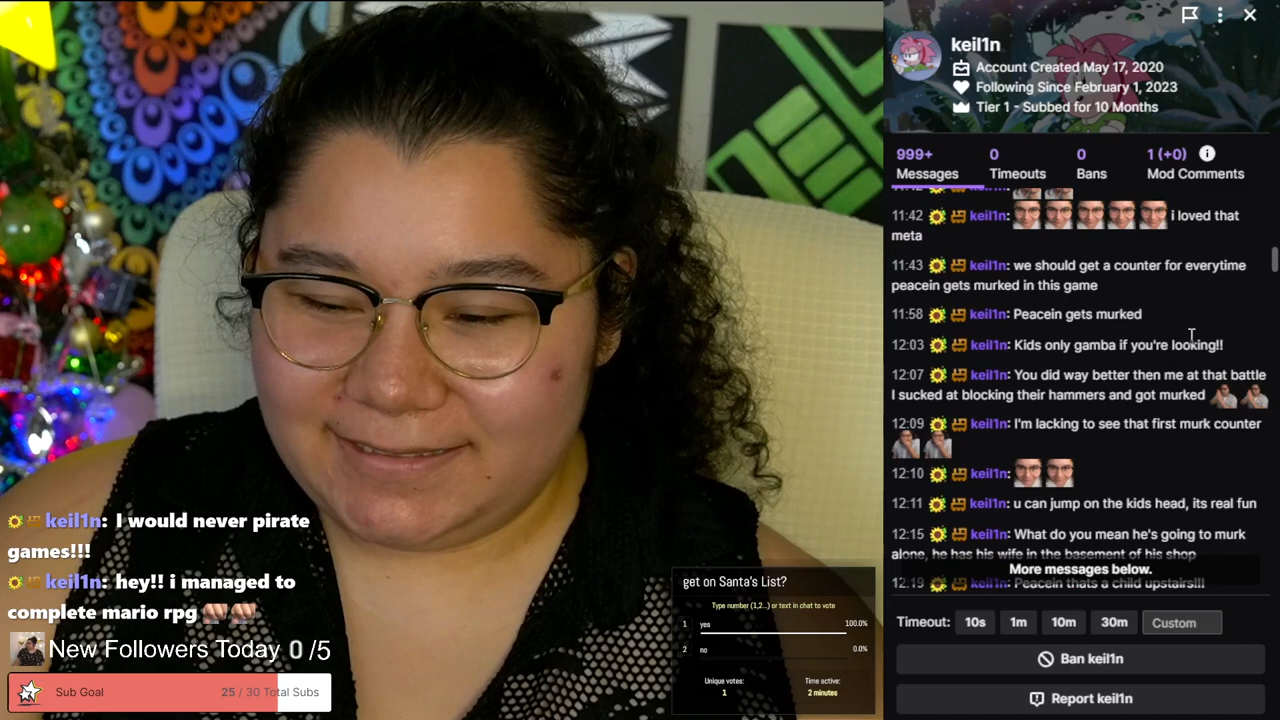 keil1n
Account Created May 17, 2020
Following Since February 1, 2023
Tier 1 - Subbed for 10 Months
999+
Messages
0
Timeouts
0
Bans
1 (+0)
Mod Comments
11:42 keil1n: i loved that
meta
11:43 keil1n: we should get a counter for everytime
peacein gets murked in this game
11:58 keil1n: Peacein gets murked
12:03 keil1n: Kids only gamba if you're looking!!
12:07 keil1n: You did way better then me at that battle
I sucked at blocking their hammers and got murked
12:09 keil1n: I'm lacking to see that first murk counter
12:10 keil1n:
12:11 keil1n: u can jump on the kids head, its real fun
12:15 keil1n: What do you mean he's going to murk
alone, he has his wife in the basement of his shop
More messages below.
12:19 keil1n: Peacein thats a child upstairs!!!
Timeout: 10s 1m 10m 30m Custom
Ban keil1n
Report keil1n
keil1n: I would never pirate
games!!!
keil1n: hey!! i managed to
complete mario rpg
New Followers Today 0 /5
Sub Goal 25 / 30 Total Subs
get on Santa's List?
Type number (1,2...) or text in chat to vote
1 yes 100.0%
2 no 0.0%
Unique votes:
1
Time active:
2 minutes